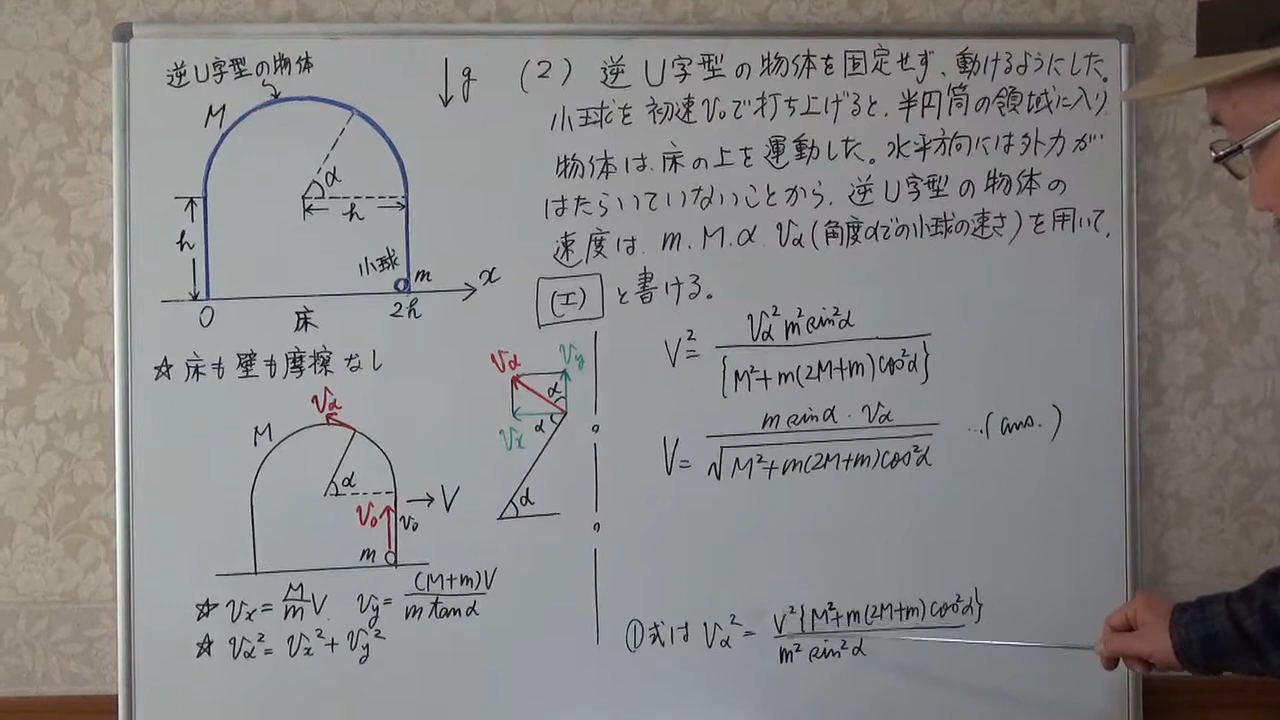 逆U字型の物体
M
↓g
α
h
h
小球
m
x
O
床
2h
☆床も壁も摩擦なし
(2) 逆U字型の物体を固定せず、動けるようにした。
小球を初速v₀で打ち上げると、半円筒の領域に入り
物体は、床の上を運動した。水平方向には外力が
はたらいていないことから、逆U字型の物体の
速度は、m、M、α、vα(角度αでの小球の速さ)を用いて、
(エ) と書ける。
vα
M
α
→V
v₀
v₀
m
☆ vx = M/m V. vy = (M+m)V / m tanα
☆ vα² = vx² + vy²
vα
vy
α
vx
α
α
V² = vα² m² sin²α / {M²+m(2M+m)cos²α}
V = m sinα・vα / √M²+m(2M+m)cos²α …(ans.)
①式は vα² = V²{M²+m(2M+m)cos²α} / m² sin²α